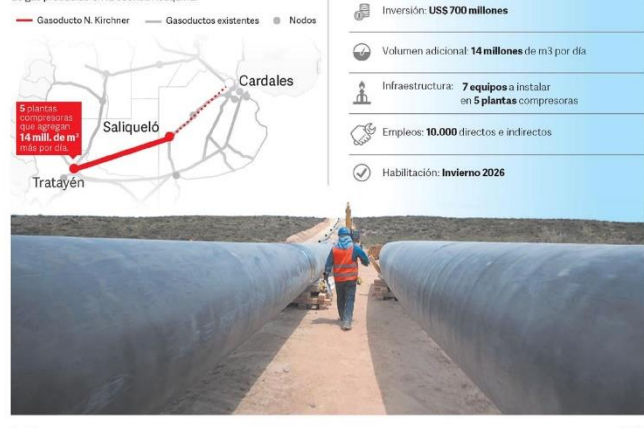 Gasoducto N. Kirchner
Gasoductos existentes
Nodos
Cardales
Saliqueló
Tratayén
5 plantas
compresoras
que agregan
14 mill. de m³
más por día.
Inversión: US$ 700 millones
Volumen adicional: 14 millones de m3 por día
Infraestructura: 7 equipos a instalar
en 5 plantas compresoras
Empleos: 10.000 directos e indirectos
Habilitación: Invierno 2026